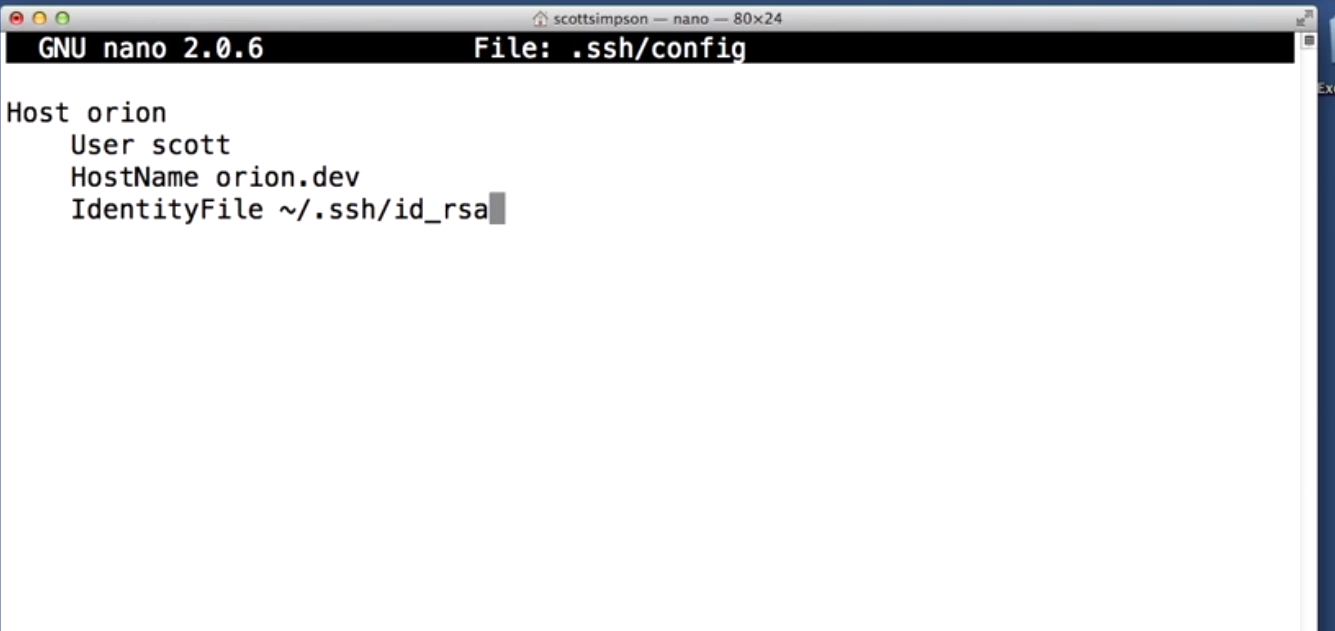 scottsimpson — nano — 80×24
GNU nano 2.0.6 File: .ssh/config
Host orion
User scott
HostName orion.dev
IdentityFile ~/.ssh/id_rsa